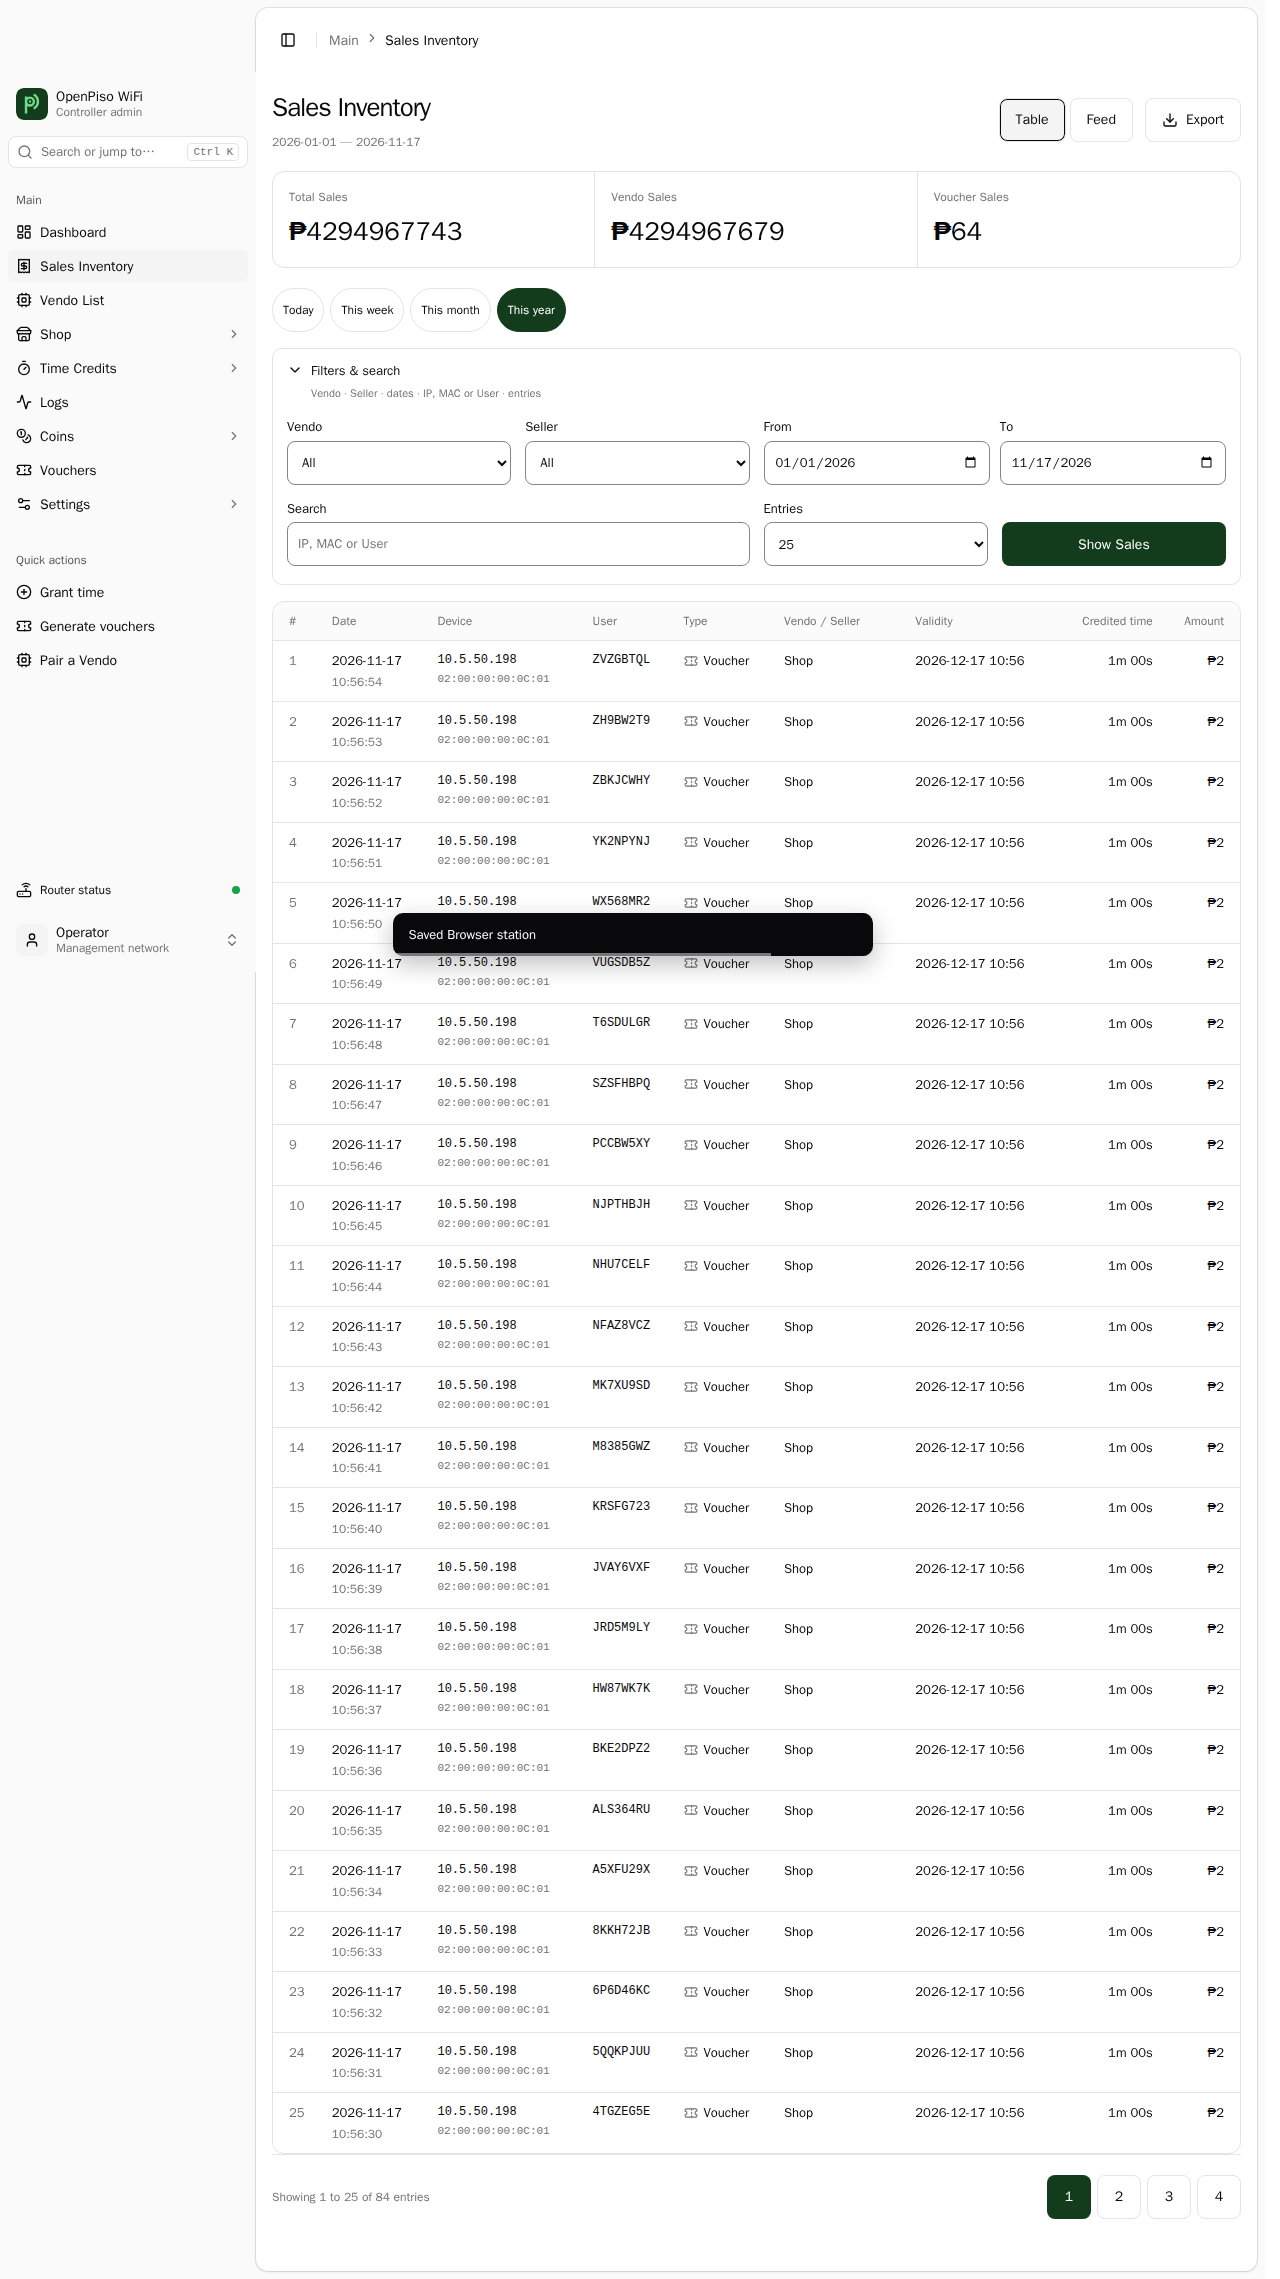 Main
Sales Inventory
OpenPiso WiFi
Controller admin
Search or jump to···
Ctrl K
Main
Dashboard
Sales Inventory
Vendo List
Shop
Time Credits
Logs
Coins
Vouchers
Settings
Quick actions
Grant time
Generate vouchers
Pair a Vendo
Router status
Operator
Management network
Sales Inventory
2026-01-01 — 2026-11-17
Table
Feed
Export
Total Sales
₱4294967743
Vendo Sales
₱4294967679
Voucher Sales
₱64
Today
This week
This month
This year
Filters & search
Vendo · Seller · dates · IP, MAC or User · entries
Vendo
Seller
From
To
All
All
01/01/2026
11/17/2026
Search
Entries
IP, MAC or User
25
Show Sales
# Date Device User Type Vendo / Seller Validity Credited time Amount
1 2026-11-17 10.5.50.198 ZVZGBTQL Voucher Shop 2026-12-17 10:56 1m 00s ₱2
10:56:54 02:00:00:00:0C:01
2 2026-11-17 10.5.50.198 ZH9BW2T9 Voucher Shop 2026-12-17 10:56 1m 00s ₱2
10:56:53 02:00:00:00:0C:01
3 2026-11-17 10.5.50.198 ZBKJCWHY Voucher Shop 2026-12-17 10:56 1m 00s ₱2
10:56:52 02:00:00:00:0C:01
4 2026-11-17 10.5.50.198 YK2NPYNJ Voucher Shop 2026-12-17 10:56 1m 00s ₱2
10:56:51 02:00:00:00:0C:01
5 2026-11-17 10.5.50.198 WX568MR2 Voucher Shop 2026-12-17 10:56 1m 00s ₱2
10:56:50
Saved Browser station
6 2026-11-17 10.5.50.198 VUGSDB5Z Voucher Shop 2026-12-17 10:56 1m 00s ₱2
10:56:49 02:00:00:00:0C:01
7 2026-11-17 10.5.50.198 T6SDULGR Voucher Shop 2026-12-17 10:56 1m 00s ₱2
10:56:48 02:00:00:00:0C:01
8 2026-11-17 10.5.50.198 SZSFHBPQ Voucher Shop 2026-12-17 10:56 1m 00s ₱2
10:56:47 02:00:00:00:0C:01
9 2026-11-17 10.5.50.198 PCCBW5XY Voucher Shop 2026-12-17 10:56 1m 00s ₱2
10:56:46 02:00:00:00:0C:01
10 2026-11-17 10.5.50.198 NJPTHBJH Voucher Shop 2026-12-17 10:56 1m 00s ₱2
10:56:45 02:00:00:00:0C:01
11 2026-11-17 10.5.50.198 NHU7CELF Voucher Shop 2026-12-17 10:56 1m 00s ₱2
10:56:44 02:00:00:00:0C:01
12 2026-11-17 10.5.50.198 NFAZ8VCZ Voucher Shop 2026-12-17 10:56 1m 00s ₱2
10:56:43 02:00:00:00:0C:01
13 2026-11-17 10.5.50.198 MK7XU9SD Voucher Shop 2026-12-17 10:56 1m 00s ₱2
10:56:42 02:00:00:00:0C:01
14 2026-11-17 10.5.50.198 M8385GWZ Voucher Shop 2026-12-17 10:56 1m 00s ₱2
10:56:41 02:00:00:00:0C:01
15 2026-11-17 10.5.50.198 KRSFG723 Voucher Shop 2026-12-17 10:56 1m 00s ₱2
10:56:40 02:00:00:00:0C:01
16 2026-11-17 10.5.50.198 JVAY6VXF Voucher Shop 2026-12-17 10:56 1m 00s ₱2
10:56:39 02:00:00:00:0C:01
17 2026-11-17 10.5.50.198 JRD5M9LY Voucher Shop 2026-12-17 10:56 1m 00s ₱2
10:56:38 02:00:00:00:0C:01
18 2026-11-17 10.5.50.198 HW87WK7K Voucher Shop 2026-12-17 10:56 1m 00s ₱2
10:56:37 02:00:00:00:0C:01
19 2026-11-17 10.5.50.198 BKE2DPZ2 Voucher Shop 2026-12-17 10:56 1m 00s ₱2
10:56:36 02:00:00:00:0C:01
20 2026-11-17 10.5.50.198 ALS364RU Voucher Shop 2026-12-17 10:56 1m 00s ₱2
10:56:35 02:00:00:00:0C:01
21 2026-11-17 10.5.50.198 A5XFU29X Voucher Shop 2026-12-17 10:56 1m 00s ₱2
10:56:34 02:00:00:00:0C:01
22 2026-11-17 10.5.50.198 8KKH72JB Voucher Shop 2026-12-17 10:56 1m 00s ₱2
10:56:33 02:00:00:00:0C:01
23 2026-11-17 10.5.50.198 6P6D46KC Voucher Shop 2026-12-17 10:56 1m 00s ₱2
10:56:32 02:00:00:00:0C:01
24 2026-11-17 10.5.50.198 5QQKPJUU Voucher Shop 2026-12-17 10:56 1m 00s ₱2
10:56:31 02:00:00:00:0C:01
25 2026-11-17 10.5.50.198 4TGZEG5E Voucher Shop 2026-12-17 10:56 1m 00s ₱2
10:56:30 02:00:00:00:0C:01
Showing 1 to 25 of 84 entries
1 2 3 4